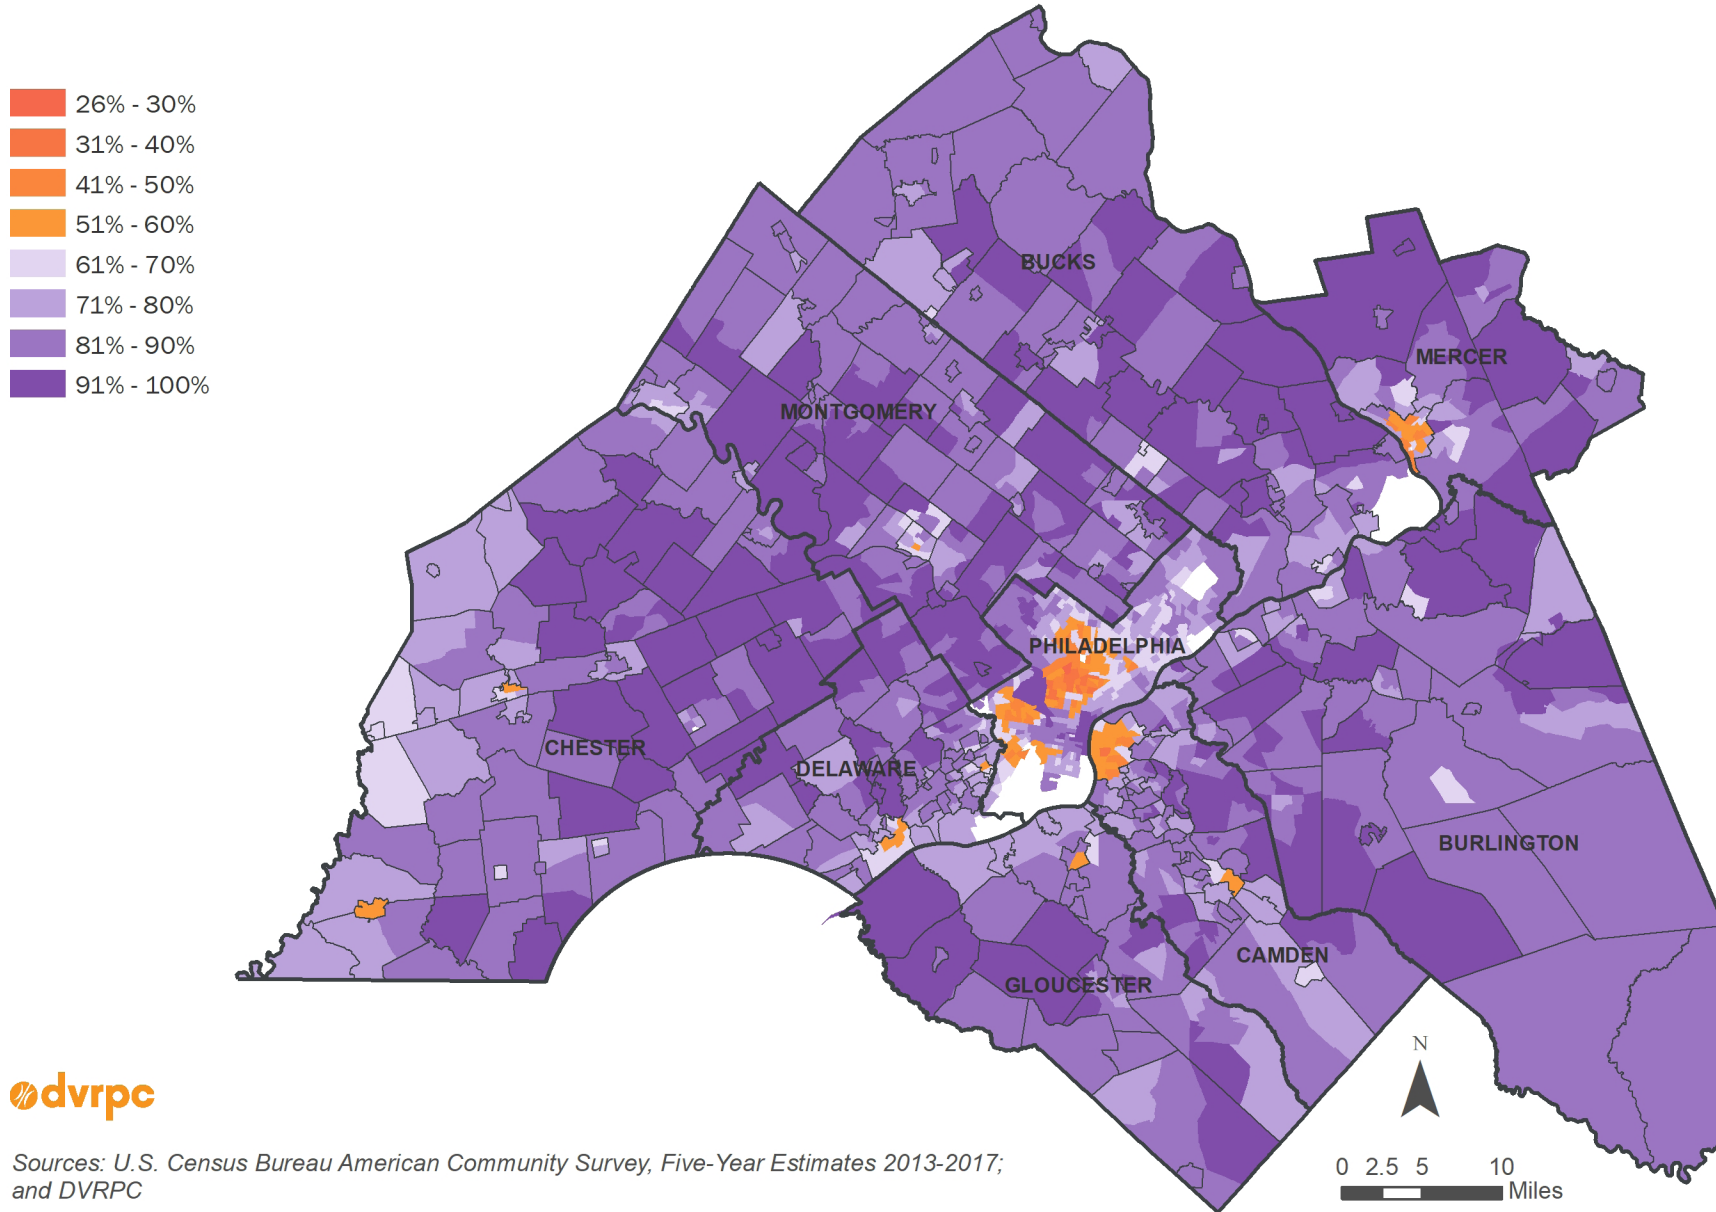 26% - 30%
31% - 40%
41% - 50%
51% - 60%
61% - 70%
71% - 80%
81% - 90%
91% - 100%
BUCKS
MERCER
MONTGOMERY
PHILADELPHIA
CHESTER
DELAWARE
BURLINGTON
CAMDEN
GLOUCESTER
N
dvrpc
Sources: U.S. Census Bureau American Community Survey, Five-Year Estimates 2013-2017;
and DVRPC
0 2.5 5 10
Miles